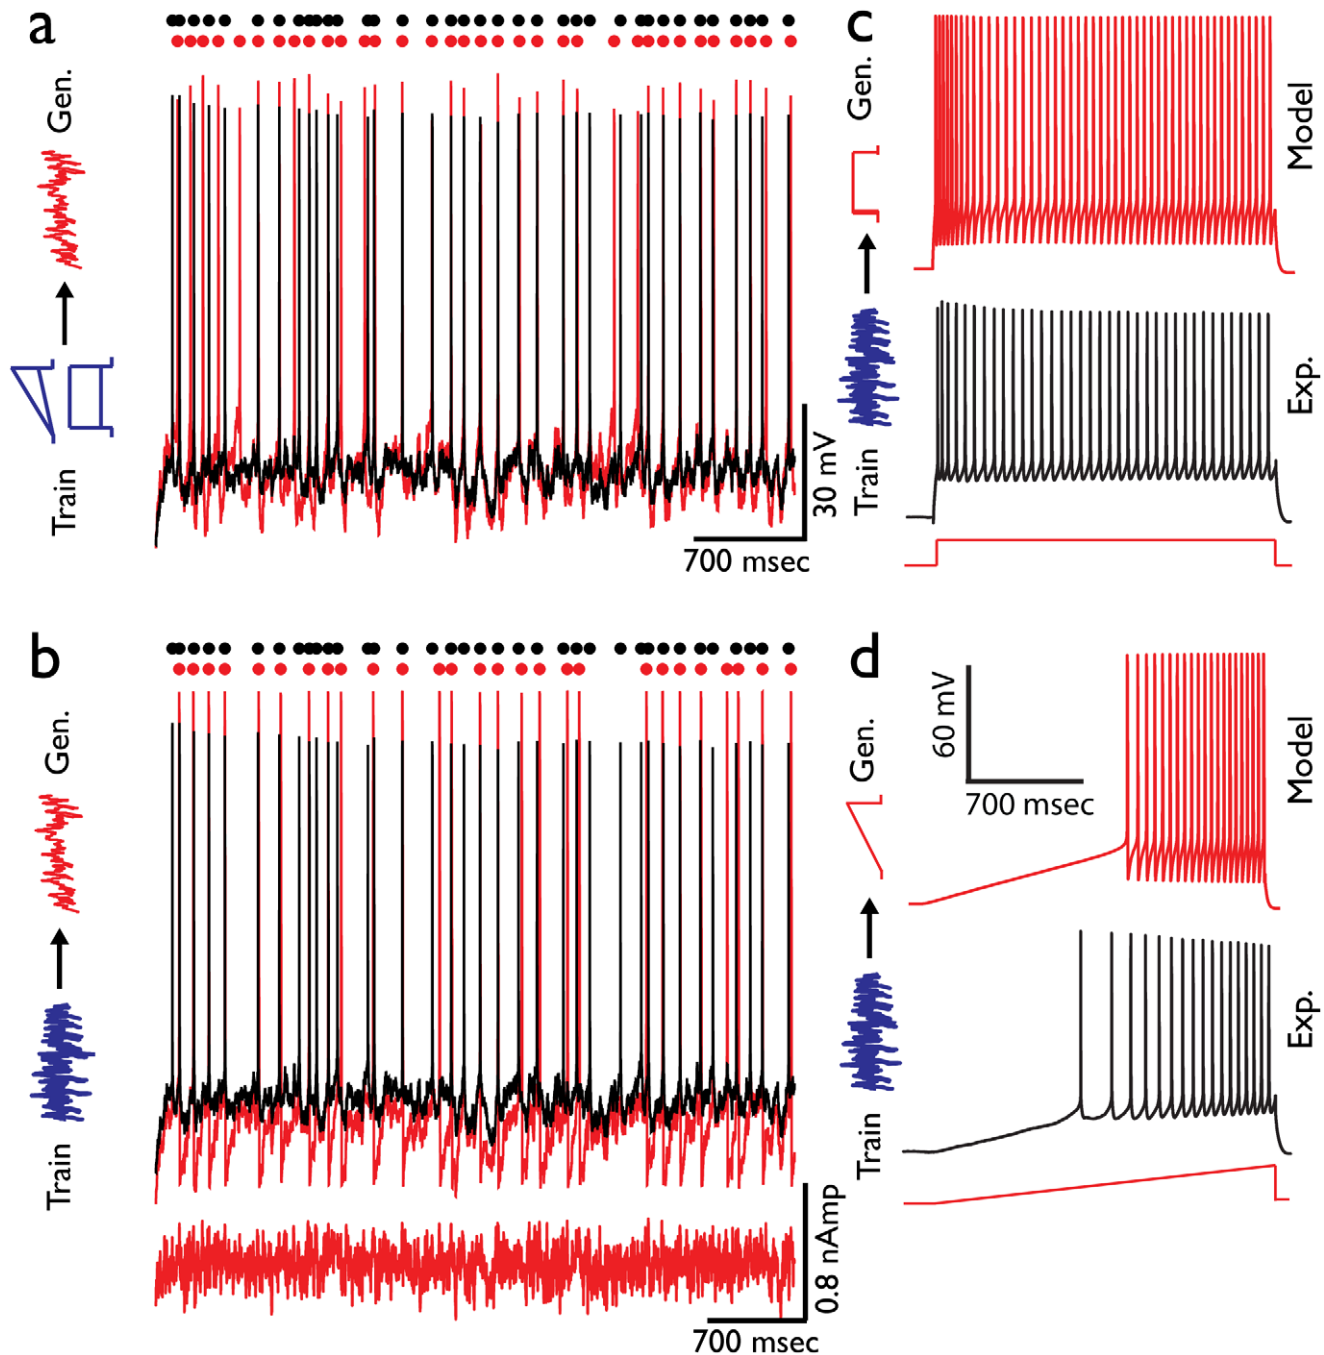 a
Gen.
Train
30 mV
700 msec
c
Gen.
Train
Model
Exp.
b
Gen.
Train
0.8 nAmp
700 msec
d
Gen.
Train
60 mV
700 msec
Model
Exp.